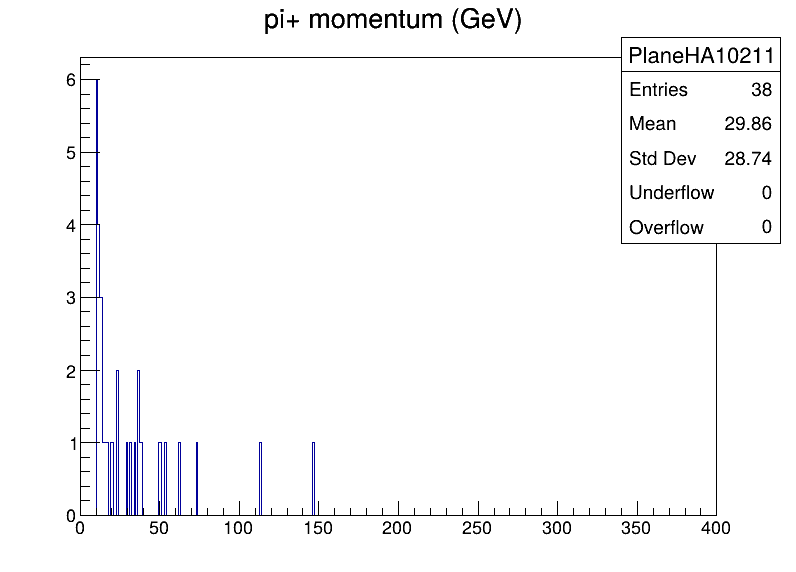 pi+ momentum (GeV)
PlaneHA10211
Entries 38
Mean 29.86
Std Dev 28.74
Underflow 0
Overflow 0
6
5
4
3
2
1
0
0 50 100 150 200 250 300 350 400